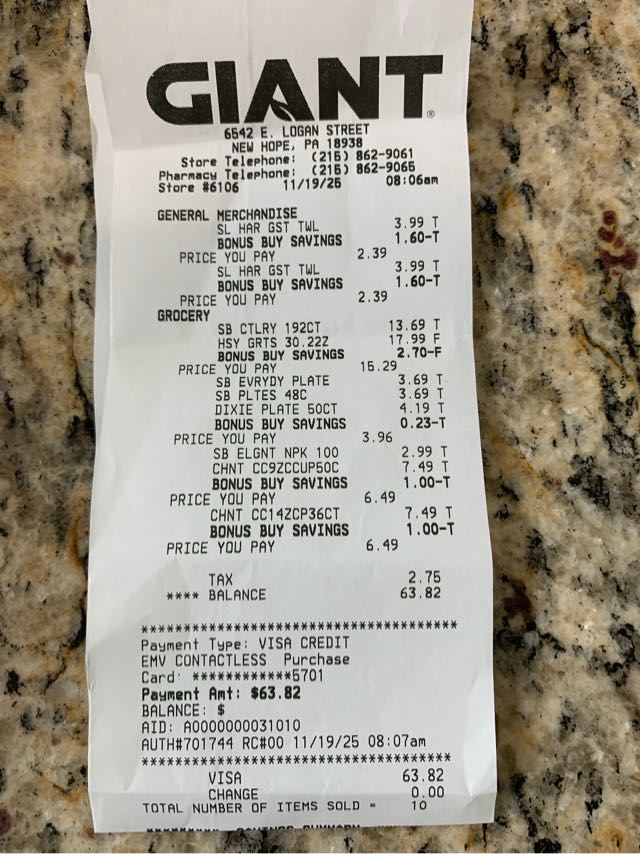 GIANT®
6542 E. LOGAN STREET
NEW HOPE, PA 18938
Store Telephone: (215) 862-9061
Pharmacy Telephone: (215) 862-9065
Store #6106 11/19/25 08:06am
GENERAL MERCHANDISE
SL HAR GST TWL 3.99 T
BONUS BUY SAVINGS 1.60-T
PRICE YOU PAY 2.39
SL HAR GST TWL 3.99 T
BONUS BUY SAVINGS 1.60-T
PRICE YOU PAY 2.39
GROCERY
SB CTLRY 192CT 13.69 T
HSY GRTS 30.22Z 17.99 F
BONUS BUY SAVINGS 2.70-F
PRICE YOU PAY 15.29
SB EVRYDY PLATE 3.69 T
SB PLTES 48C 3.69 T
DIXIE PLATE 50CT 4.19 T
BONUS BUY SAVINGS 0.23-T
PRICE YOU PAY 3.96
SB ELGNT NPK 100 2.99 T
CHNT CC9ZCCUP50C 7.49 T
BONUS BUY SAVINGS 1.00-T
PRICE YOU PAY 6.49
CHNT CC14ZCP36CT 7.49 T
BONUS BUY SAVINGS 1.00-T
PRICE YOU PAY 6.49
TAX 2.75
**** BALANCE 63.82
*************************************
Payment Type: VISA CREDIT
EMV CONTACTLESS Purchase
Card: ************5701
Payment Amt: $63.82
BALANCE: $
AID: A0000000031010
AUTH#701744 RC#00 11/19/25 08:07am
*************************************
VISA 63.82
CHANGE 0.00
TOTAL NUMBER OF ITEMS SOLD = 10